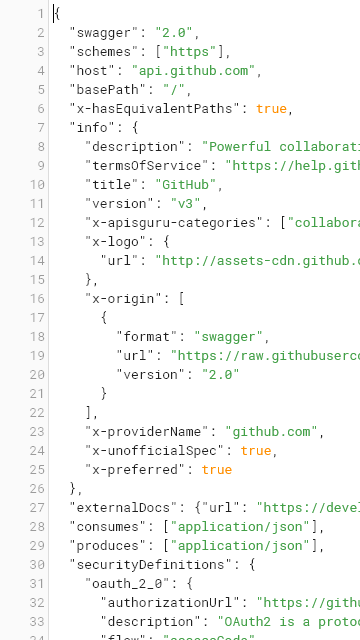 1 {
2 "swagger": "2.0",
3 "schemes": ["https"],
4 "host": "api.github.com",
5 "basePath": "/",
6 "x-hasEquivalentPaths": true,
7 "info": {
8 "description": "Powerful collaborati
9 "termsOfService": "https://help.gith
10 "title": "GitHub",
11 "version": "v3",
12 "x-apisguru-categories": ["collabora
13 "x-logo": {
14 "url": "http://assets-cdn.github.c
15 },
16 "x-origin": [
17 {
18 "format": "swagger",
19 "url": "https://raw.githubuserco
20 "version": "2.0"
21 }
22 ],
23 "x-providerName": "github.com",
24 "x-unofficialSpec": true,
25 "x-preferred": true
26 },
27 "externalDocs": {"url": "https://devel
28 "consumes": ["application/json"],
29 "produces": ["application/json"],
30 "securityDefinitions": {
31 "oauth_2_0": {
32 "authorizationUrl": "https://githu
33 "description": "OAuth2 is a protoc
34 "flow": "accessCode"